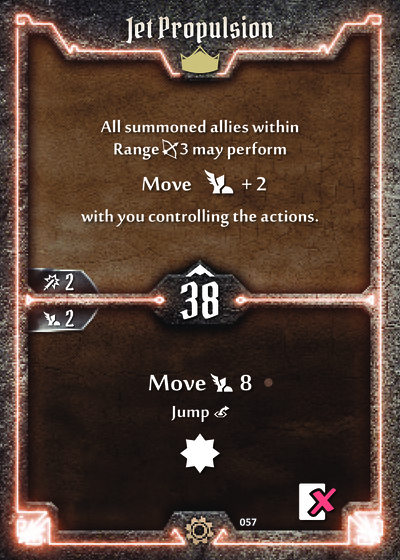 Jet Propulsion
All summoned allies within
Range 3 may perform
Move +2
with you controlling the actions.
2
38
2
Move 8
Jump
057